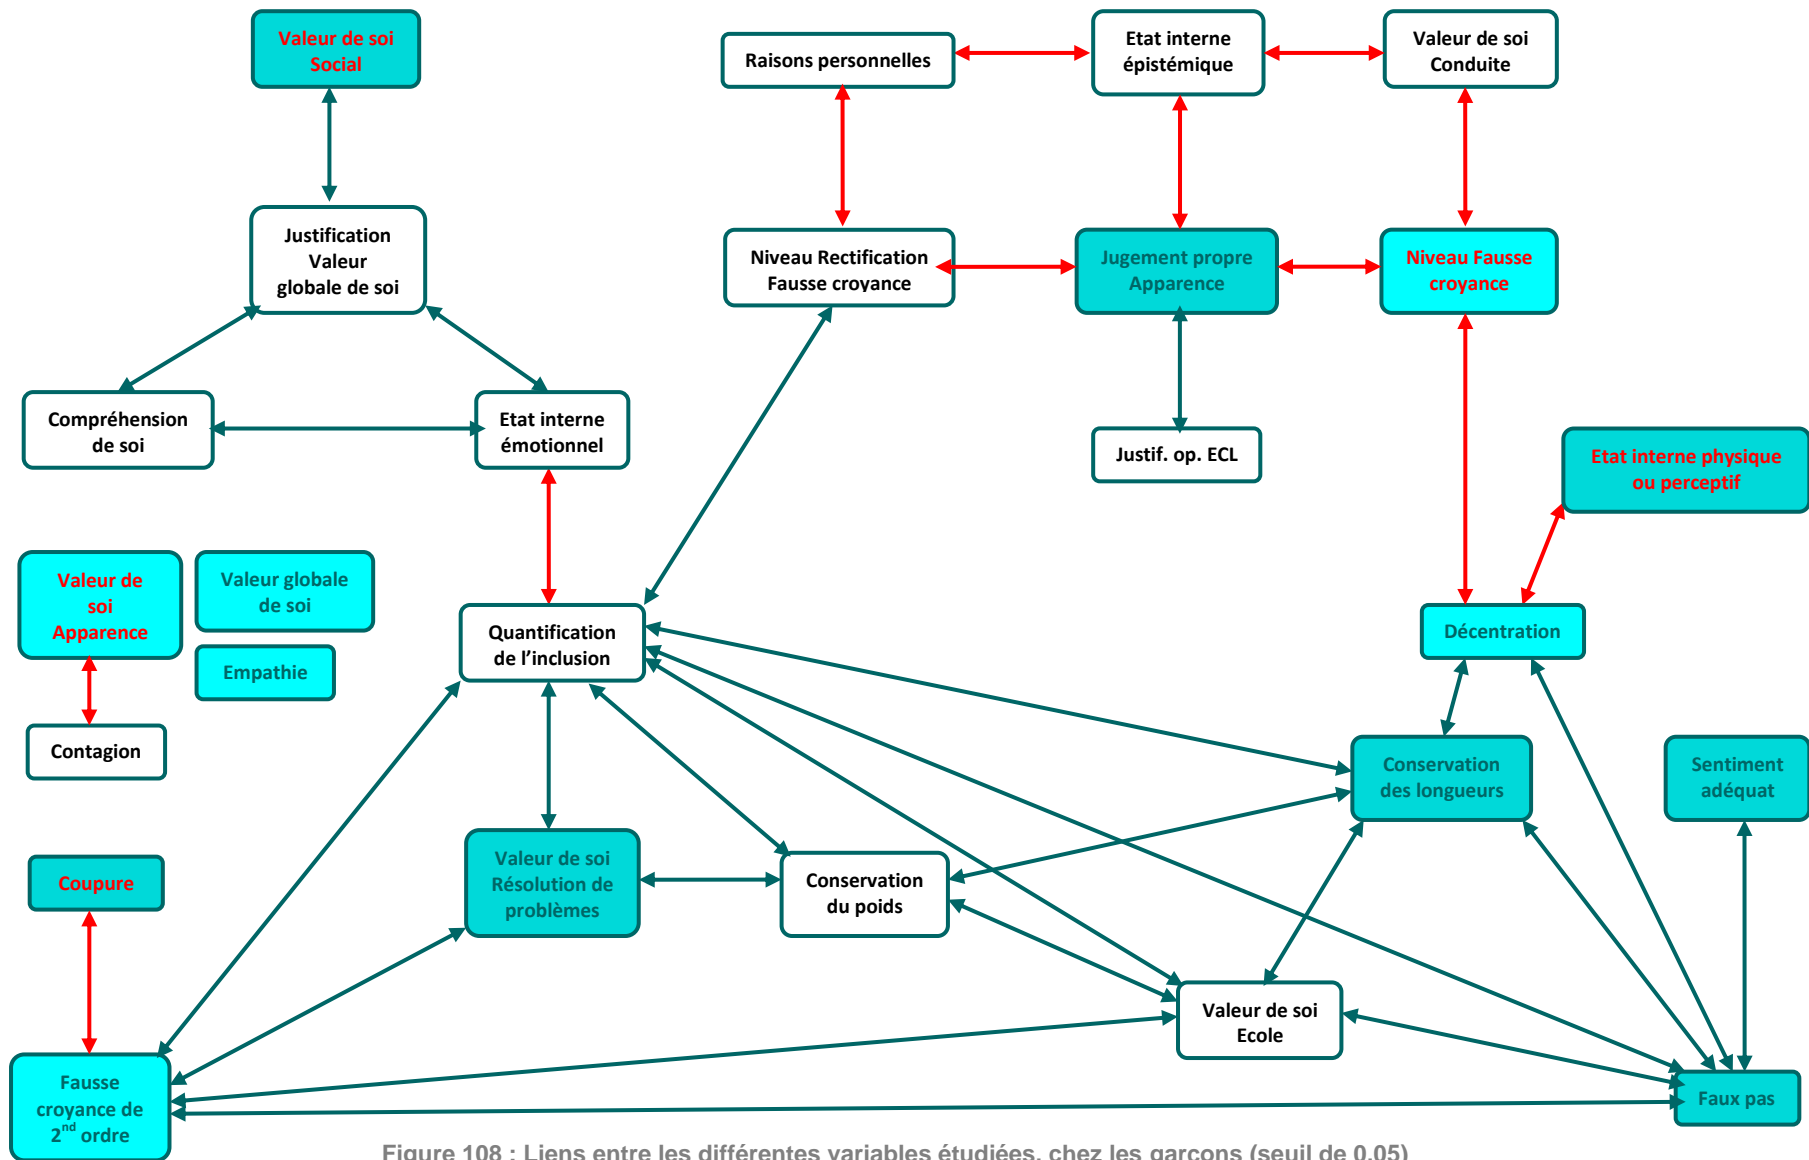 Valeur de soi
Social
Raisons personnelles
Etat interne
épistémique
Valeur de soi
Conduite
Justification
Valeur
globale de soi
Niveau Rectification
Fausse croyance
Jugement propre
Apparence
Niveau Fausse
croyance
Compréhension
de soi
Etat interne
émotionnel
Justif. op. ECL
Etat interne physique
ou perceptif
Valeur de
soi
Apparence
Valeur globale
de soi
Empathie
Quantification
de l’inclusion
Décentration
Contagion
Conservation
des longueurs
Sentiment
adéquat
Coupure
Valeur de soi
Résolution de
problèmes
Conservation
du poids
Valeur de soi
Ecole
Fausse
croyance de
2nd ordre
Faux pas
Figure 108 : Liens entre les différentes variables étudiées, chez les garçons (seuil de 0.05)